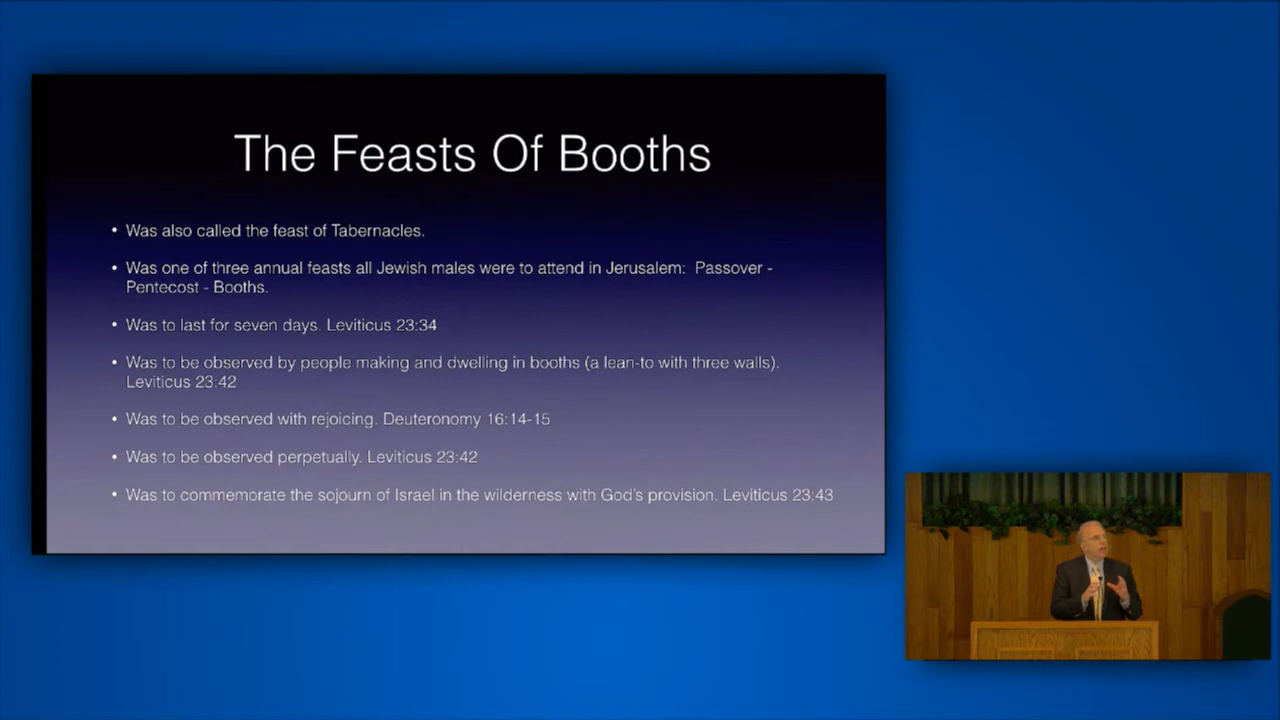 The Feasts Of Booths
• Was also called the feast of Tabernacles.
• Was one of three annual feasts all Jewish males were to attend in Jerusalem: Passover -
Pentecost - Booths.
• Was to last for seven days. Leviticus 23:34
• Was to be observed by people making and dwelling in booths (a lean-to with three walls).
Leviticus 23:42
• Was to be observed with rejoicing. Deuteronomy 16:14-15
• Was to be observed perpetually. Leviticus 23:42
• Was to commemorate the sojourn of Israel in the wilderness with God's provision. Leviticus 23:43